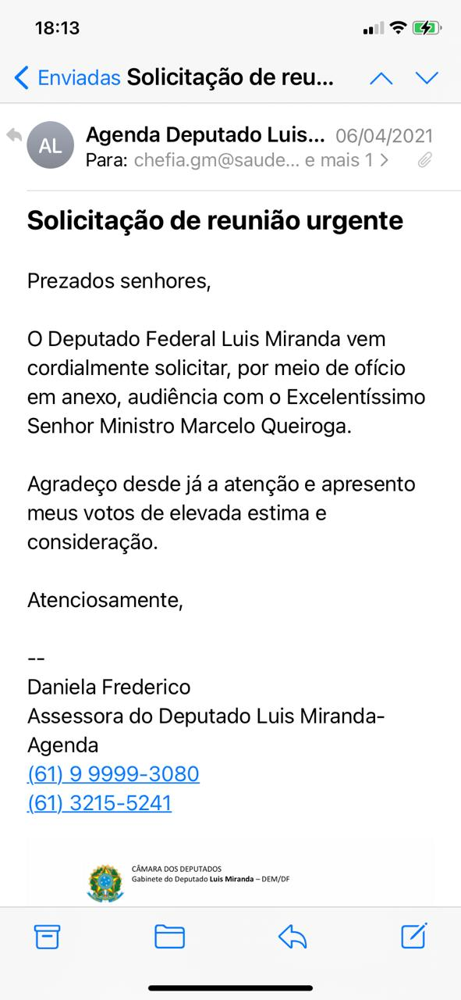 18:13
Enviadas Solicitação de reu...
AL
Agenda Deputado Luis... 06/04/2021
Para: chefia.gm@saude... e mais 1
Solicitação de reunião urgente
Prezados senhores,
O Deputado Federal Luis Miranda vem
cordialmente solicitar, por meio de ofício
em anexo, audiência com o Excelentíssimo
Senhor Ministro Marcelo Queiroga.
Agradeço desde já a atenção e apresento
meus votos de elevada estima e
consideração.
Atenciosamente,
--
Daniela Frederico
Assessora do Deputado Luis Miranda-
Agenda
(61) 9 9999-3080
(61) 3215-5241
CÂMARA DOS DEPUTADOS
Gabinete do Deputado Luis Miranda – DEM/DF